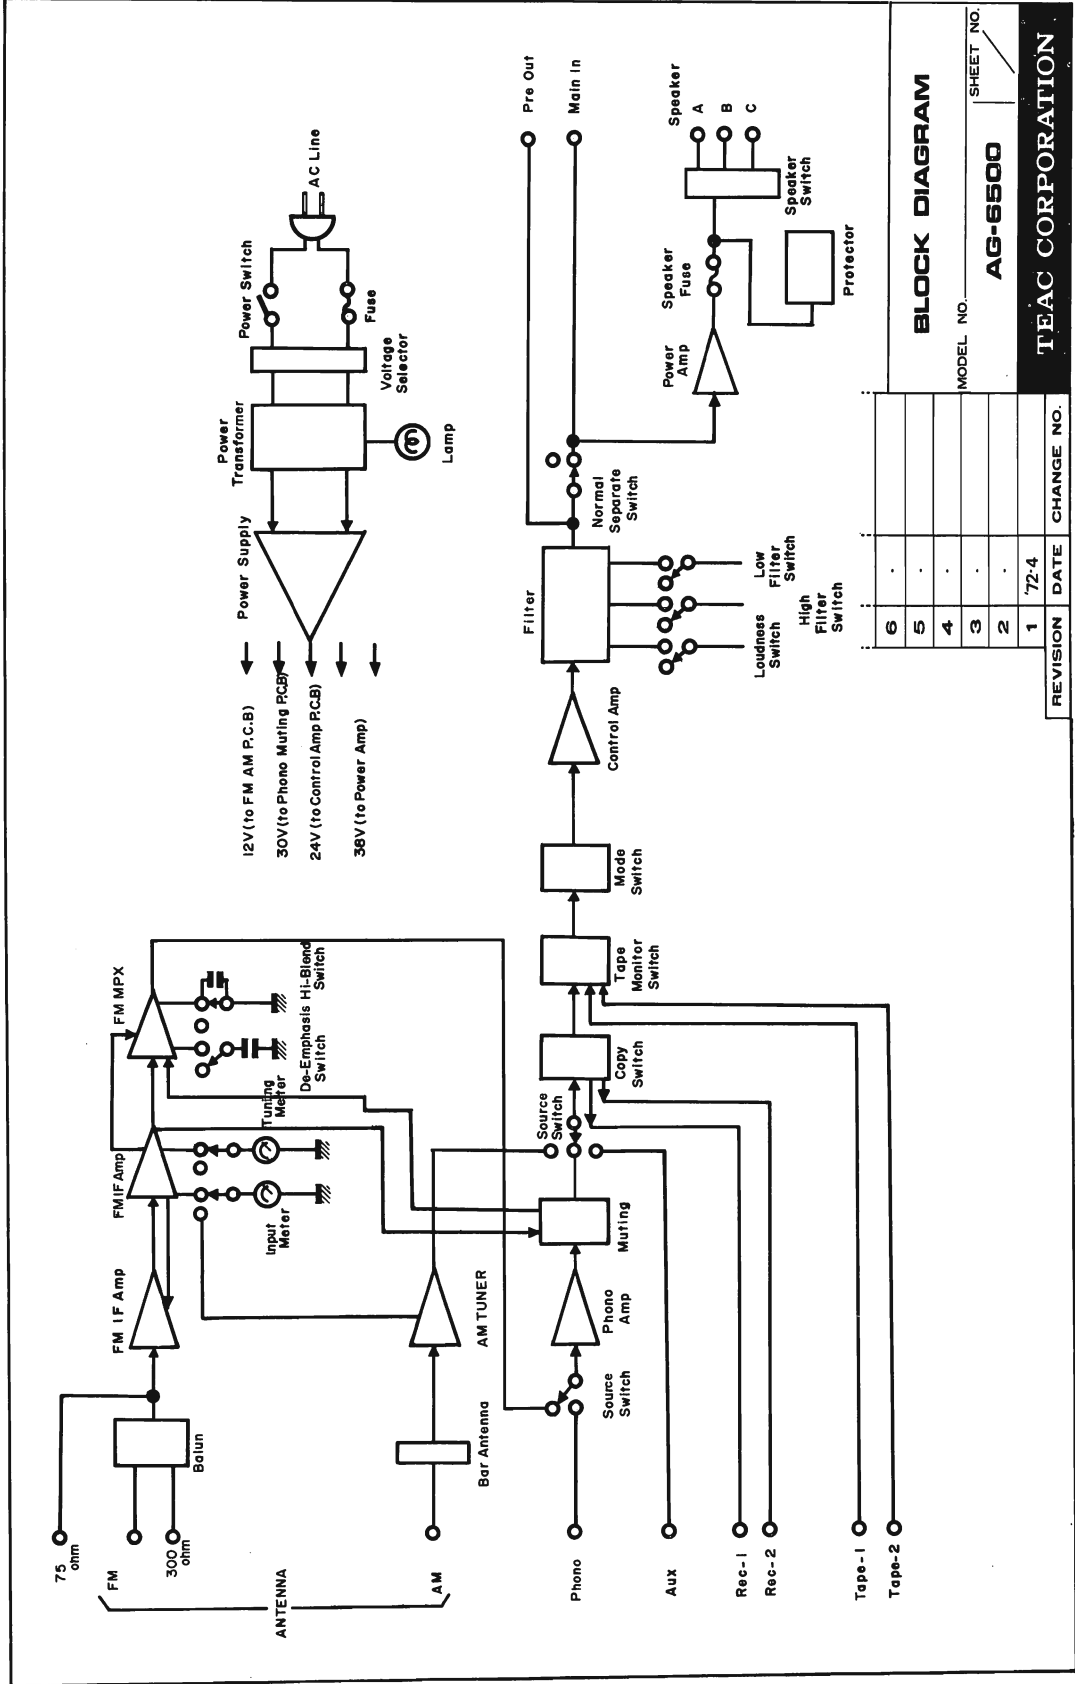 75
ohm
FM
300
ohm
ANTENNA
AM
Balun
FM IF Amp
FM IF Amp
FM MPX
Input
Meter
Tuning
Meter
De-Emphasis
Switch
Hi-Blend
Switch
Bar Antenna
AM TUNER
Phono
Aux
Rec-1
Rec-2
Tape-1
Tape-2
Source
Switch
Phono
Amp
Muting
Source
Switch
Copy
Switch
Tape
Monitor
Switch
Mode
Switch
Control Amp
Filter
Loudness
Switch
High
Filter
Switch
Low
Filter
Switch
Normal
Separate
Switch
Pre Out
Main In
Power
Amp
Speaker
Fuse
Protector
Speaker
Switch
Speaker
A
B
C
12V (to FM AM P.C.B)
30V (to Phono Muting P.C.B)
24V (to Control Amp P.C.B)
38V (to Power Amp)
Power Supply
Power
Transformer
Lamp
Voltage
Selector
Power Switch
Fuse
AC Line
6 .
5 .
4 .
3 .
2 .
1 '72-4
REVISION DATE CHANGE NO.
BLOCK DIAGRAM
MODEL NO. SHEET NO.
AG-6500
TEAC CORPORATION